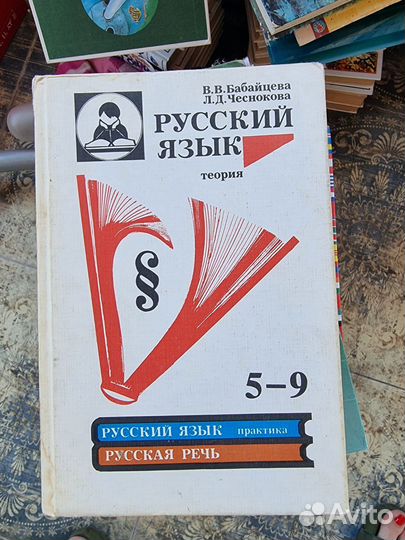 В.В.Бабайцева
Л.Д.Чеснокова
РУССКИЙ
ЯЗЫК
теория
§
5-9
РУССКИЙ ЯЗЫК практика
РУССКАЯ РЕЧЬ
Avito